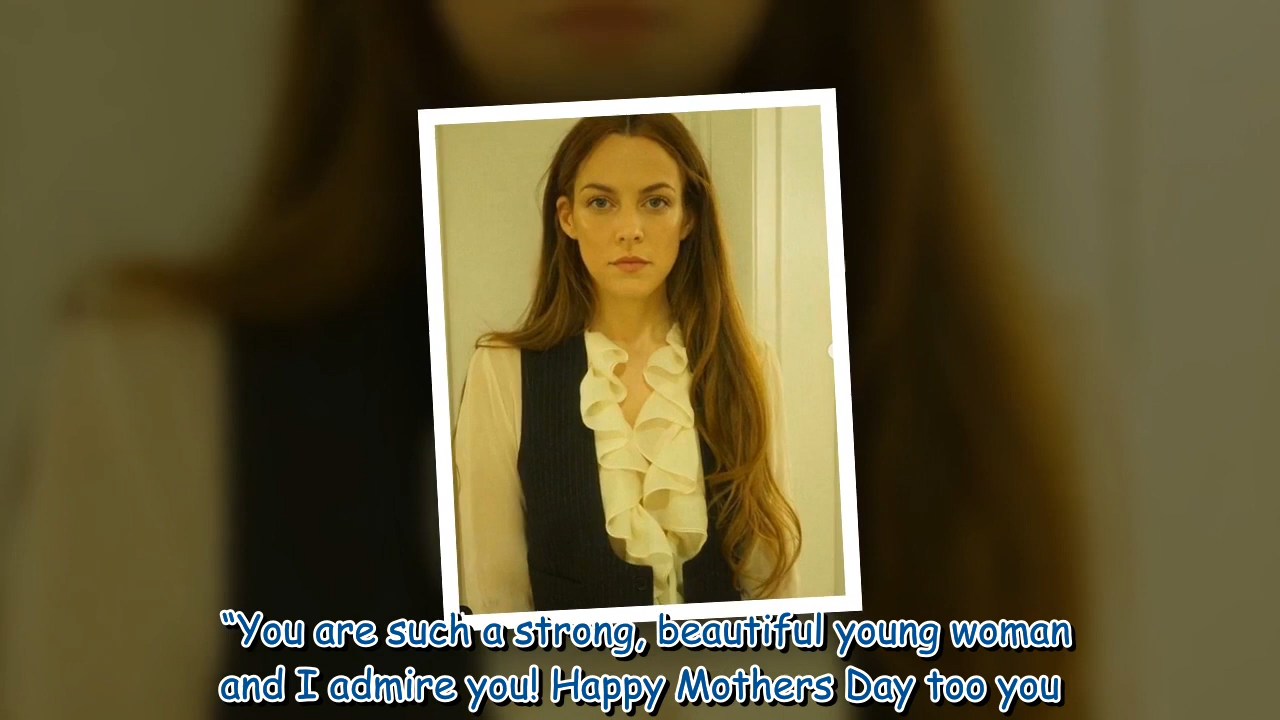 “You are such a strong, beautiful young woman
and I admire you! Happy Mothers Day too you